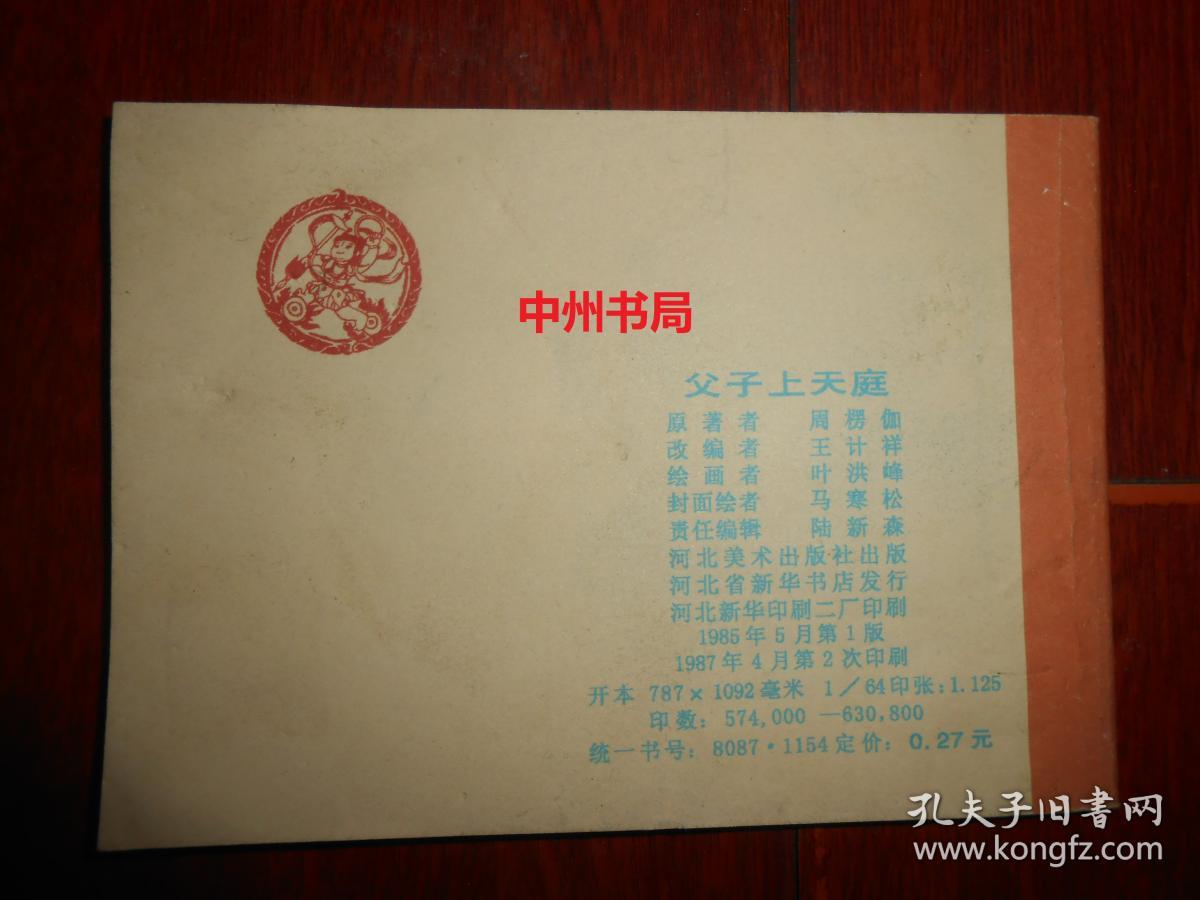 中州书局
父子上天庭
原著者 周楞伽
改编者 王计祥
绘画者 叶洪峰
封面绘者 马寒松
责任编辑 陆新森
河北美术出版社出版
河北省新华书店发行
河北新华印刷二厂印刷
1985年5月第1版
1987年4月第2次印刷
开本 787×1092毫米 1/64印张:1.125
印数: 574,000—630,800
统一书号: 8087·1154定价: 0.27元
孔夫子旧书网
www.kongfz.com